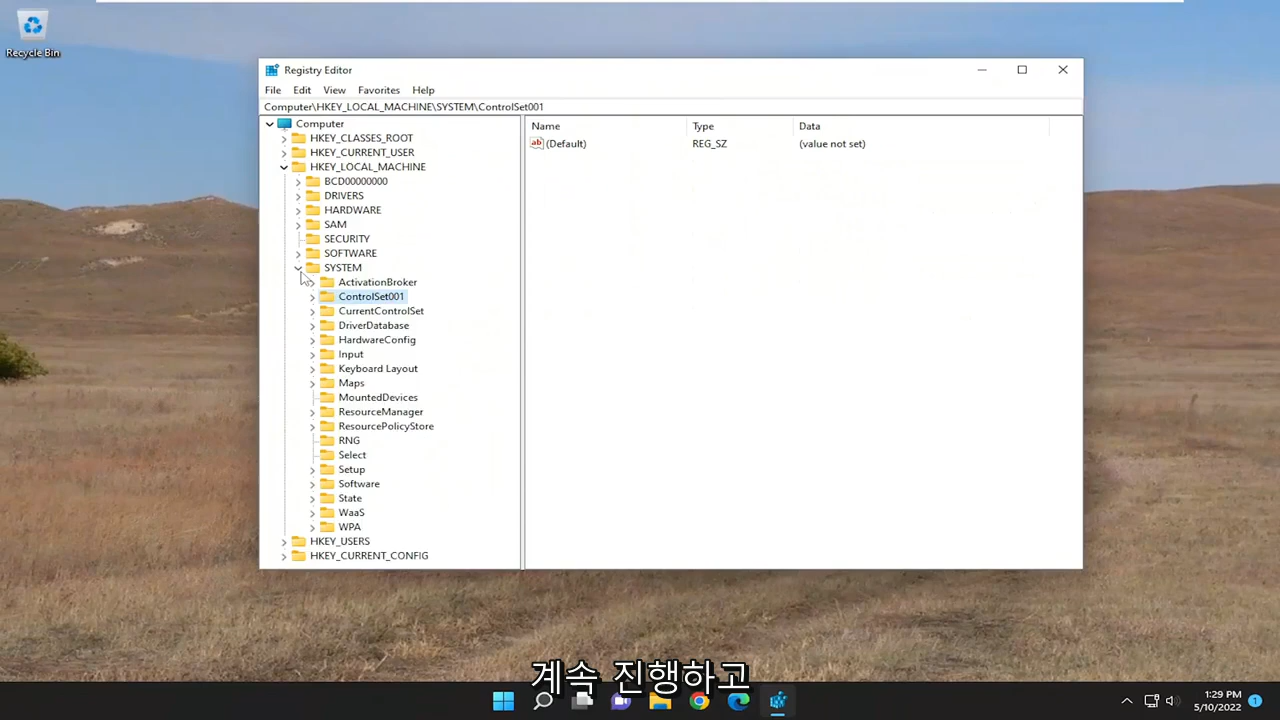 Recycle Bin
Registry Editor
File Edit View Favorites Help
Computer\HKEY_LOCAL_MACHINE\SYSTEM\ControlSet001
Computer
HKEY_CLASSES_ROOT
HKEY_CURRENT_USER
HKEY_LOCAL_MACHINE
BCD00000000
DRIVERS
HARDWARE
SAM
SECURITY
SOFTWARE
SYSTEM
ActivationBroker
ControlSet001
CurrentControlSet
DriverDatabase
HardwareConfig
Input
Keyboard Layout
Maps
MountedDevices
ResourceManager
ResourcePolicyStore
RNG
Select
Setup
Software
State
WaaS
WPA
HKEY_USERS
HKEY_CURRENT_CONFIG
Name Type Data
ab (Default) REG_SZ (value not set)
계속 진행하고
1:29 PM
5/10/2022
1